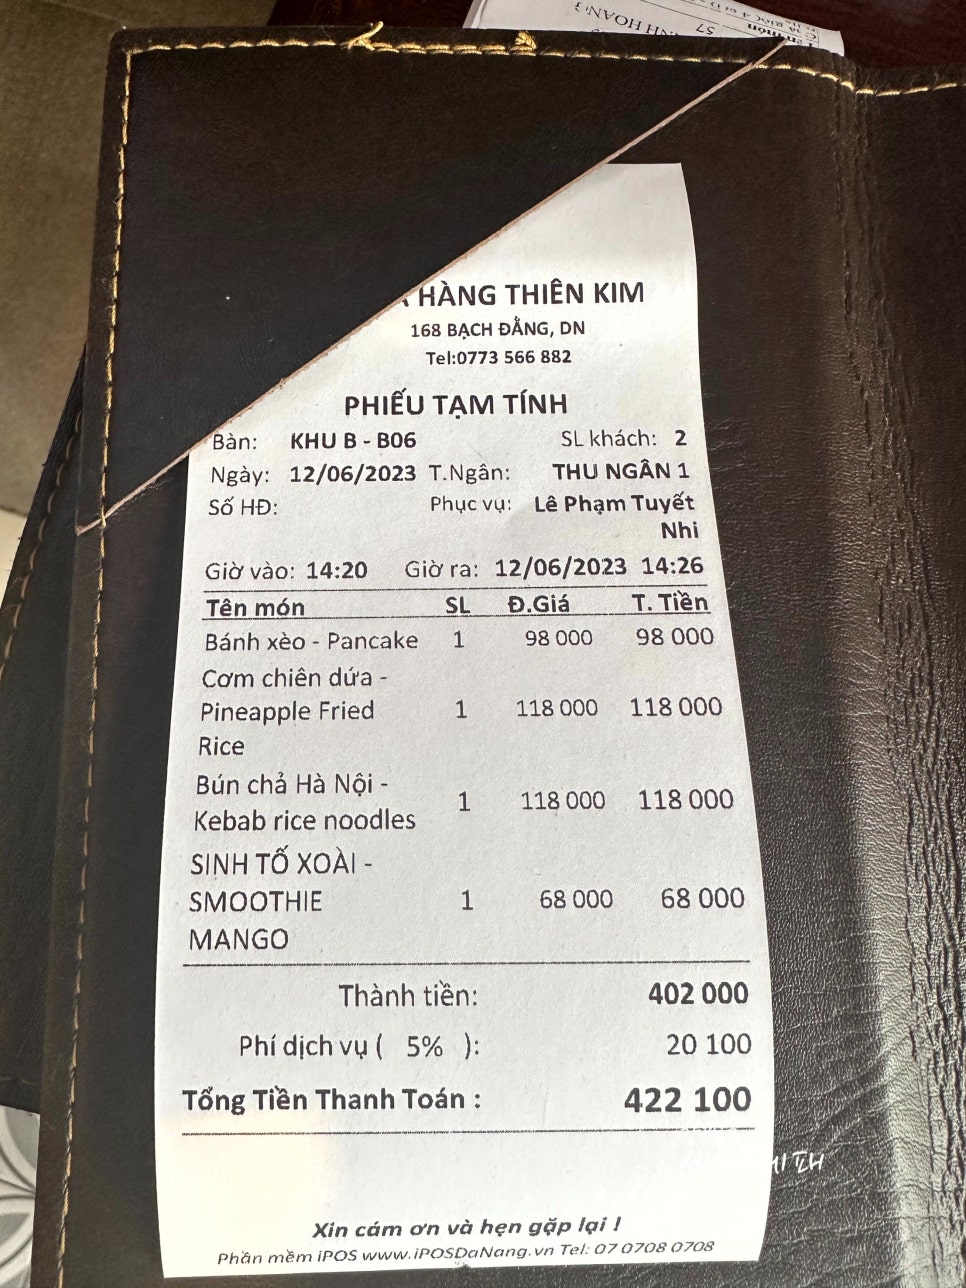 HÀNG THIÊN KIM
168 BẠCH ĐẰNG, DN
Tel:0773 566 882
PHIẾU TẠM TÍNH
Bàn: KHU B - B06 SL khách: 2
Ngày: 12/06/2023 T.Ngân: THU NGÂN 1
Số HĐ: Phục vụ: Lê Phạm Tuyết
Nhi
Giờ vào: 14:20 Giờ ra: 12/06/2023 14:26
Tên món SL Đ.Giá T. Tiền
Bánh xèo - Pancake 1 98 000 98 000
Cơm chiên dứa -
Pineapple Fried 1 118 000 118 000
Rice
Bún chả Hà Nội -
Kebab rice noodles 1 118 000 118 000
SINH TỐ XOÀI -
SMOOTHIE 1 68 000 68 000
MANGO
Thành tiền: 402 000
Phí dịch vụ ( 5% ): 20 100
Tổng Tiền Thanh Toán : 422 100
Xin cám ơn và hẹn gặp lại !
Phần mềm iPOS www.iPOSDaNang.vn Tel: 07 0708 0708